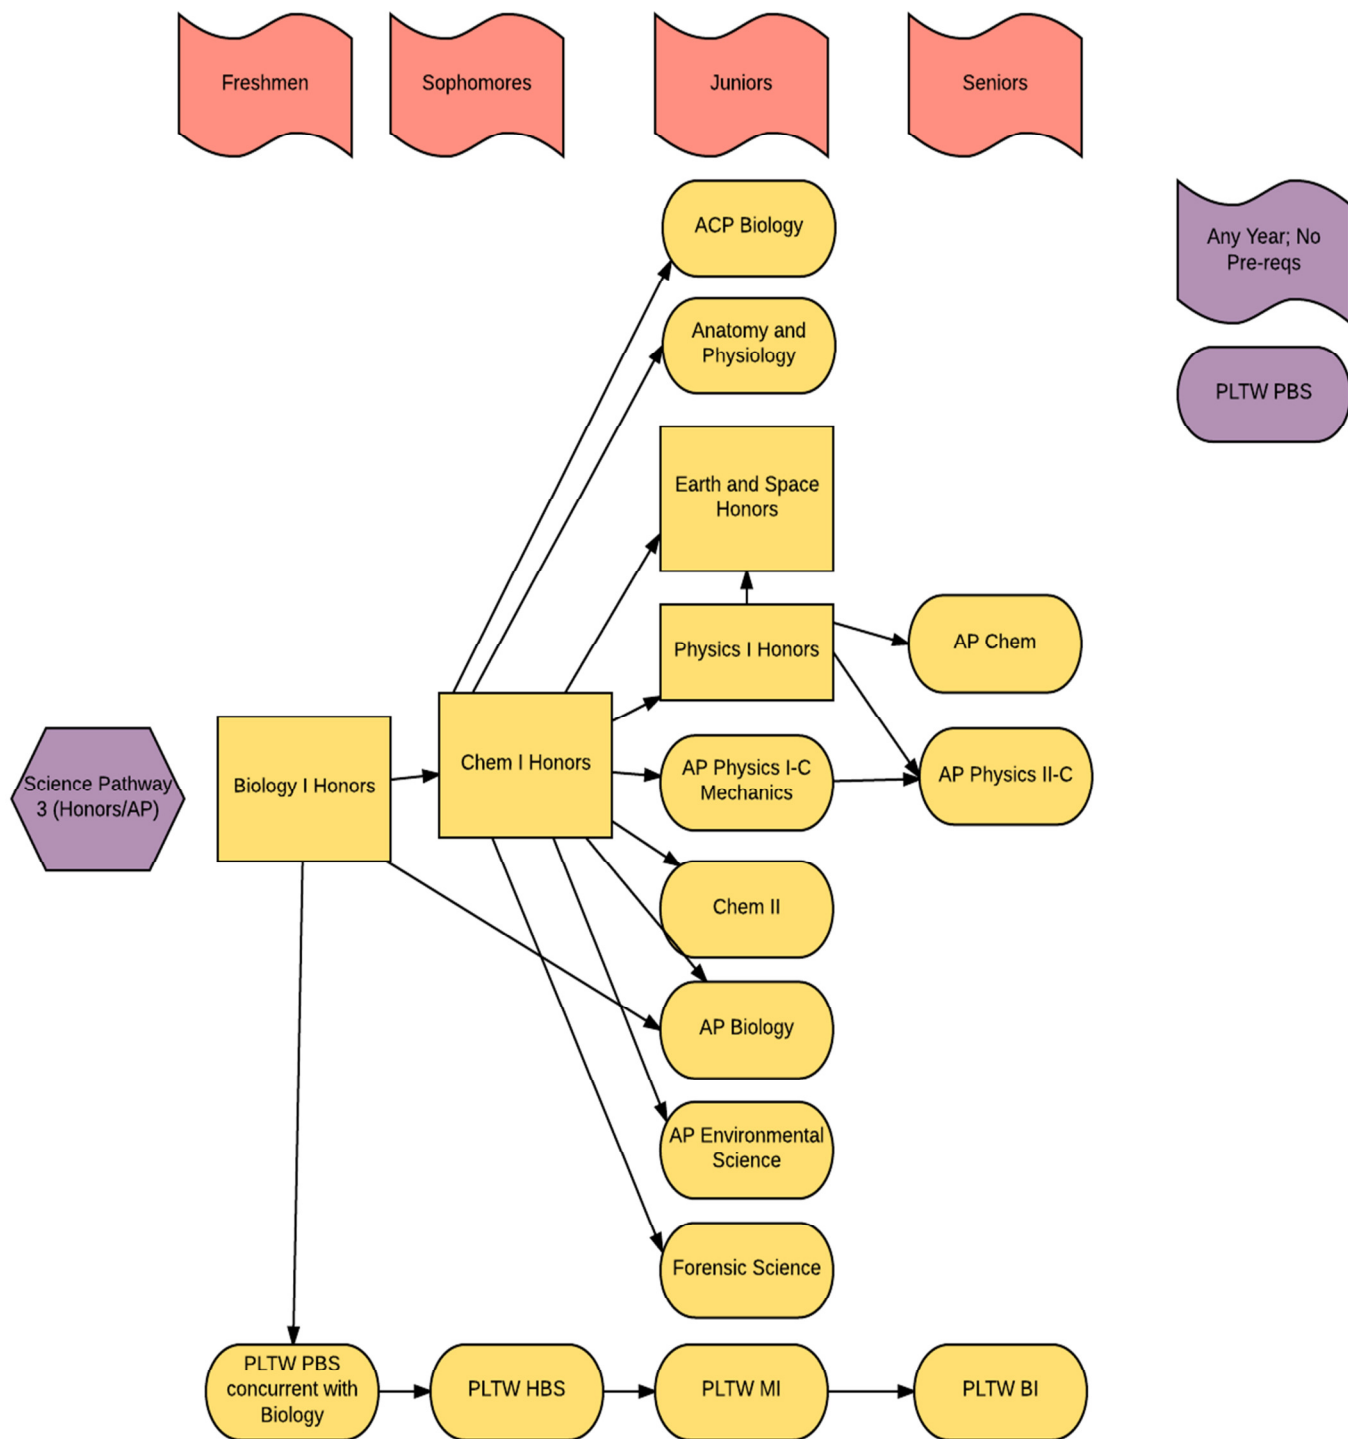 Freshmen
Sophomores
Juniors
Seniors
ACP Biology
Any Year; No
Pre-reqs
Anatomy and
Physiology
PLTW PBS
Earth and Space
Honors
Physics I Honors
AP Chem
Science Pathway
3 (Honors/AP)
Biology I Honors
Chem I Honors
AP Physics I-C
Mechanics
AP Physics II-C
Chem II
AP Biology
AP Environmental
Science
Forensic Science
PLTW PBS
concurrent with
Biology
PLTW HBS
PLTW MI
PLTW BI